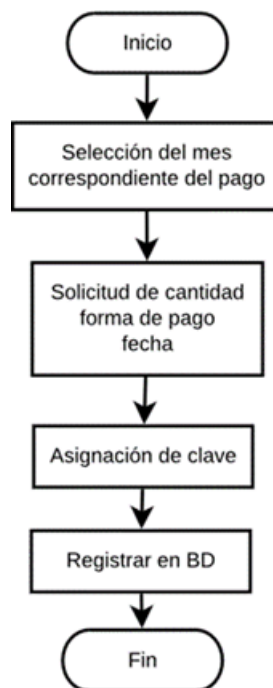 Inicio
Selección del mes
correspondiente del pago
Solicitud de cantidad
forma de pago
fecha
Asignación de clave
Registrar en BD
Fin